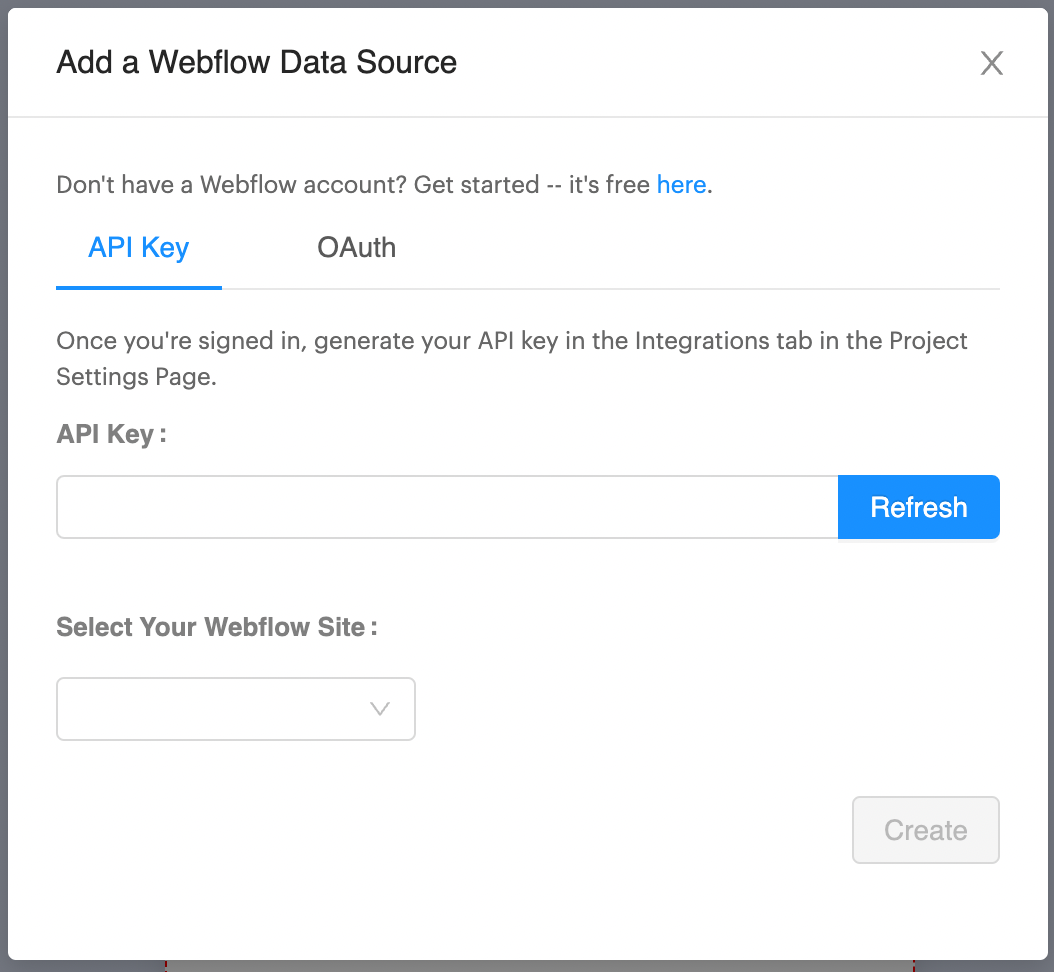 Add a Webflow Data Source
Don't have a Webflow account? Get started -- it's free here.
API Key
OAuth
Once you're signed in, generate your API key in the Integrations tab in the Project
Settings Page.
API Key :
Refresh
Select Your Webflow Site :
Create